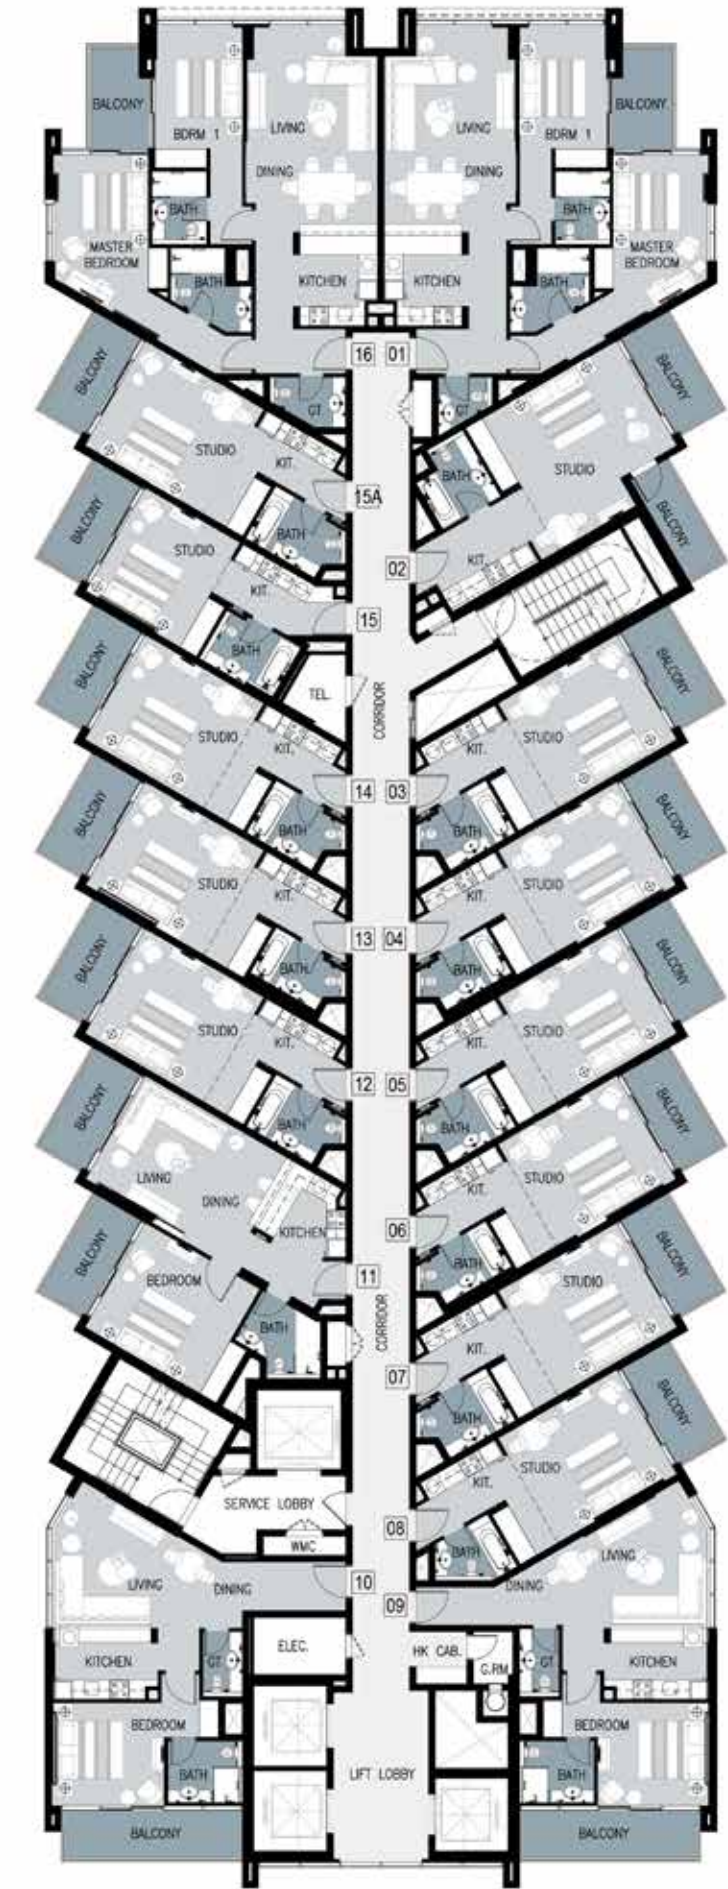 BALCONY
BDRM 1
LIVING
LIVING
BDRM 1
BALCONY
DINING
DINING
BATH
BATH
MASTER
BEDROOM
MASTER
BEDROOM
BATH
KITCHEN
KITCHEN
BATH
16
01
BALCONY
BALCONY
GT
GT
STUDIO
KIT.
BATH
STUDIO
15A
BALCONY
BATH
BALCONY
STUDIO
KIT.
02
KIT.
15
BATH
TEL.
CORRIDOR
BALCONY
BALCONY
STUDIO
KIT.
KIT.
STUDIO
14
03
BATH
BATH
BALCONY
BALCONY
STUDIO
KIT.
KIT.
STUDIO
13
04
BATH
BATH
BALCONY
BALCONY
STUDIO
KIT.
KIT.
STUDIO
12
05
BATH
BATH
BALCONY
BALCONY
LIVING
DINING
KIT.
STUDIO
KITCHEN
06
BALCONY
BALCONY
BEDROOM
11
BATH
STUDIO
BATH
CORRIDOR
KIT.
07
BALCONY
BATH
STUDIO
KIT.
SERVICE LOBBY
08
WMC
BATH
LIVING
LIVING
DINING
10
DINING
09
ELEC.
HK CAB.
G.RM
KITCHEN
GT
GT
KITCHEN
BEDROOM
BEDROOM
BATH
LIFT LOBBY
BATH
BALCONY
BALCONY